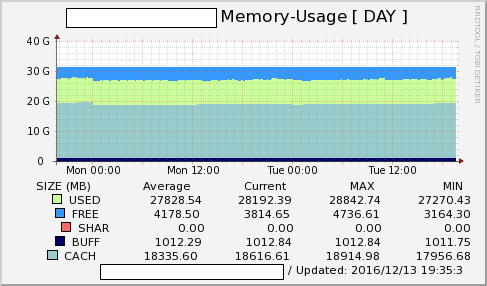 Memory-Usage [ DAY ]
RRDTOOL / TOBI OETIKER
40 G
30 G
20 G
10 G
0
Mon 00:00 Mon 12:00 Tue 00:00 Tue 12:00
SIZE (MB) Average Current MAX MIN
USED 27828.54 28192.39 28842.74 27270.43
FREE 4178.50 3814.65 4736.61 3164.30
SHAR 0.00 0.00 0.00 0.00
BUFF 1012.29 1012.84 1012.84 1011.75
CACH 18335.60 18616.61 18914.98 17956.68
/ Updated: 2016/12/13 19:35:3